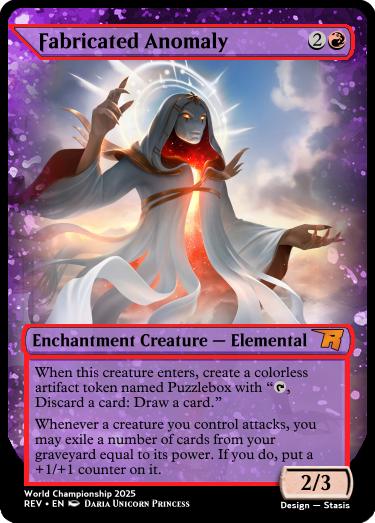 Fabricated Anomaly 2
Enchantment Creature — Elemental
When this creature enters, create a colorless
artifact token named Puzzlebox with “
Discard a card: Draw a card.”
Whenever a creature you control attacks, you
may exile a number of cards from your
graveyard equal to its power. If you do, put a
+1/+1 counter on it.
2/3
World Championship 2025
REV • EN Daria Unicorn Princess
Design — Stasis